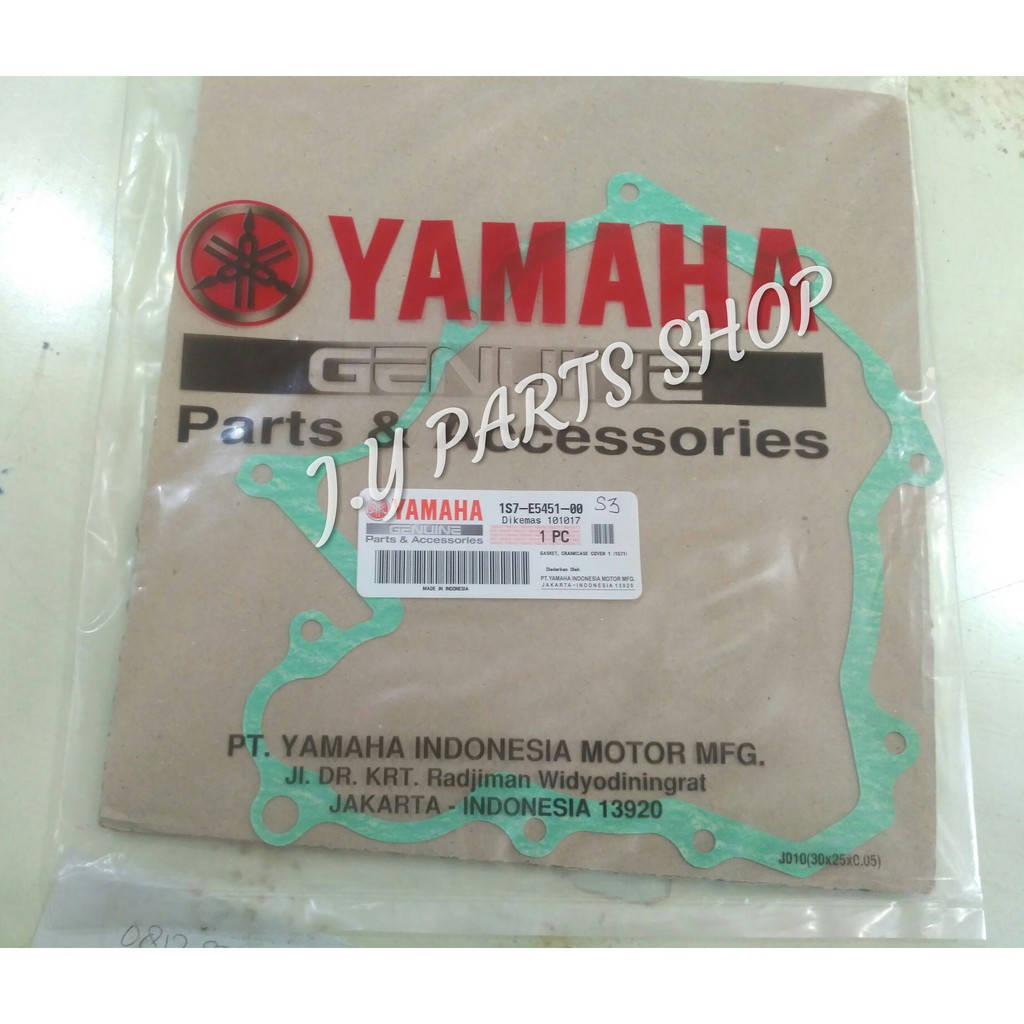 YAMAHA
GENUINE
Parts & Accessories
J.Y PARTS SHOP
YAMAHA
GENUINE
Parts & Accessories
MADE IN INDONESIA
1S7-E5451-00
S3
Dikemas 101017
1 PC
GASKET, CRANKCASE COVER 1 (1S71)
Diedarkan Oleh
PT. YAMAHA INDONESIA MOTOR MFG.
JAKARTA-INDONESIA 13920
PT. YAMAHA INDONESIA MOTOR MFG.
Jl. DR. KRT. Radjiman Widyodiningrat
JAKARTA - INDONESIA 13920
J010(30x25x0.05)